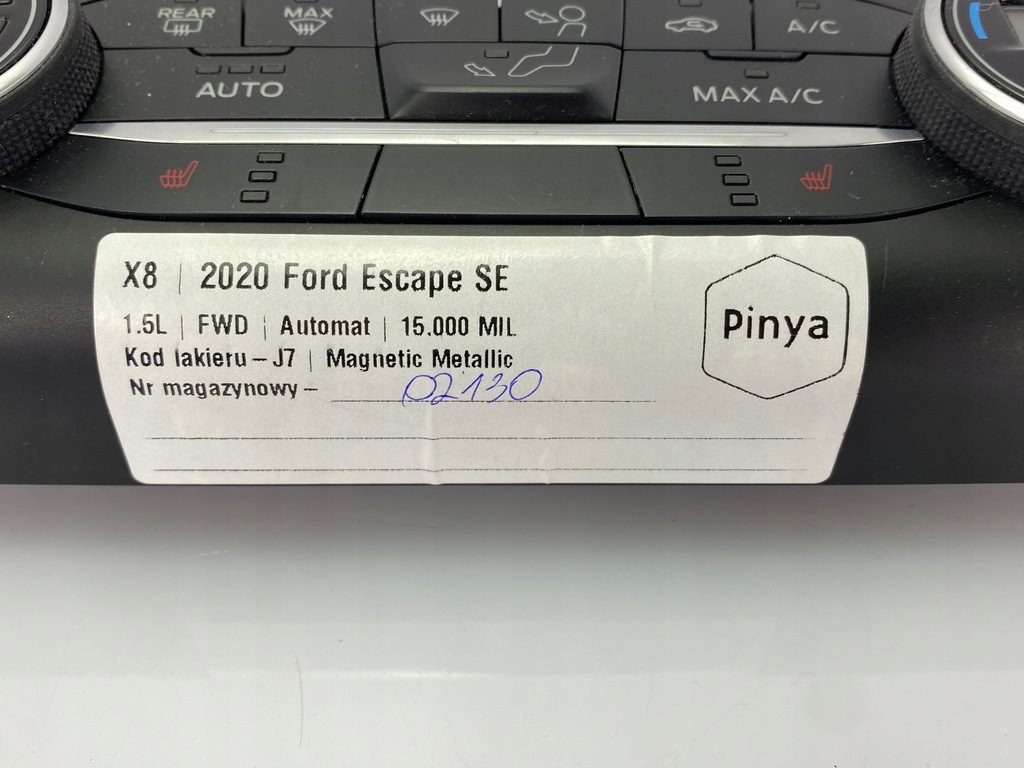 REAR MAX A/C
AUTO MAX A/C
X8 | 2020 Ford Escape SE
1.5L | FWD | Automat | 15.000 MIL
Kod lakieru – J7 | Magnetic Metallic
Nr magazynowy – 02130
Pinya